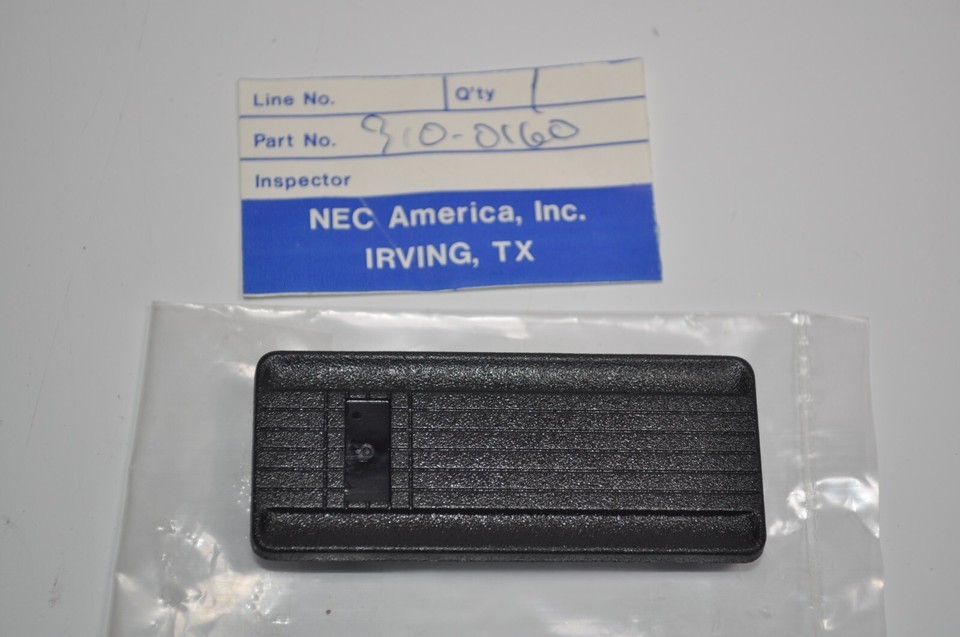 Line No. Q'ty 1
Part No. 910-0160
Inspector
NEC America, Inc.
IRVING, TX